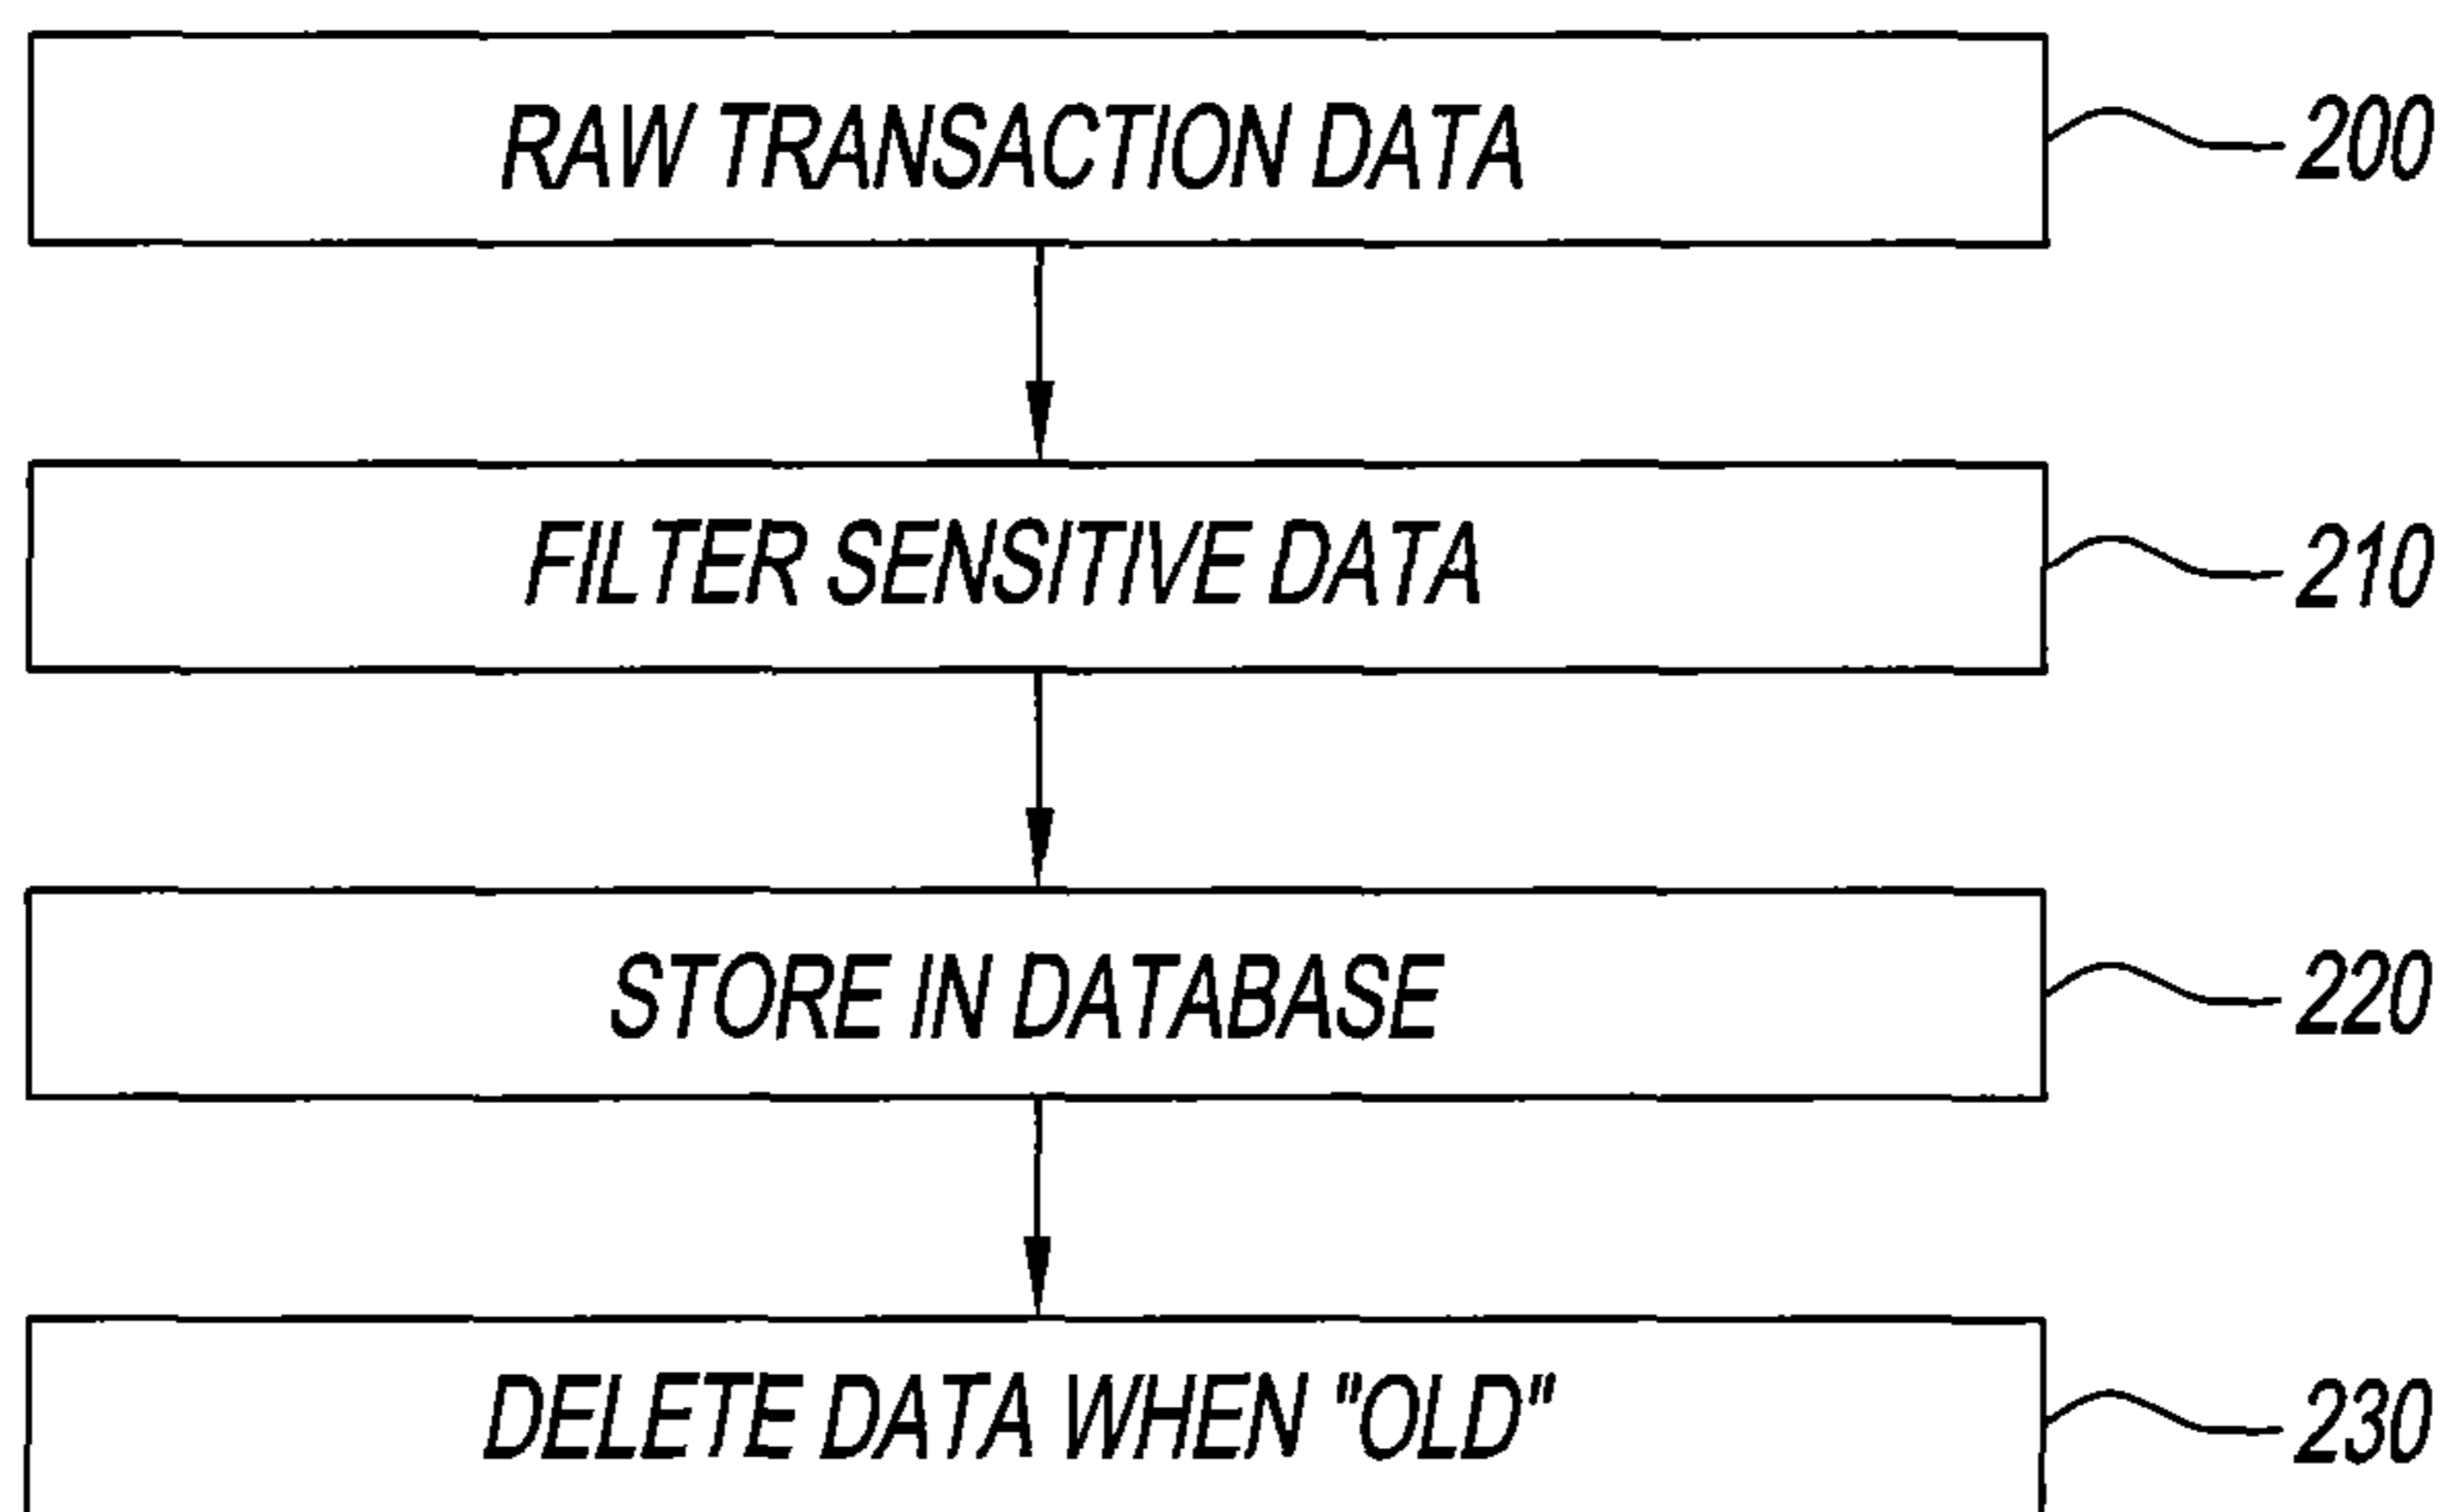 RAW TRANSACTION DATA 200
FILTER SENSITIVE DATA 210
STORE IN DATABASE 220
DELETE DATA WHEN "OLD" 230